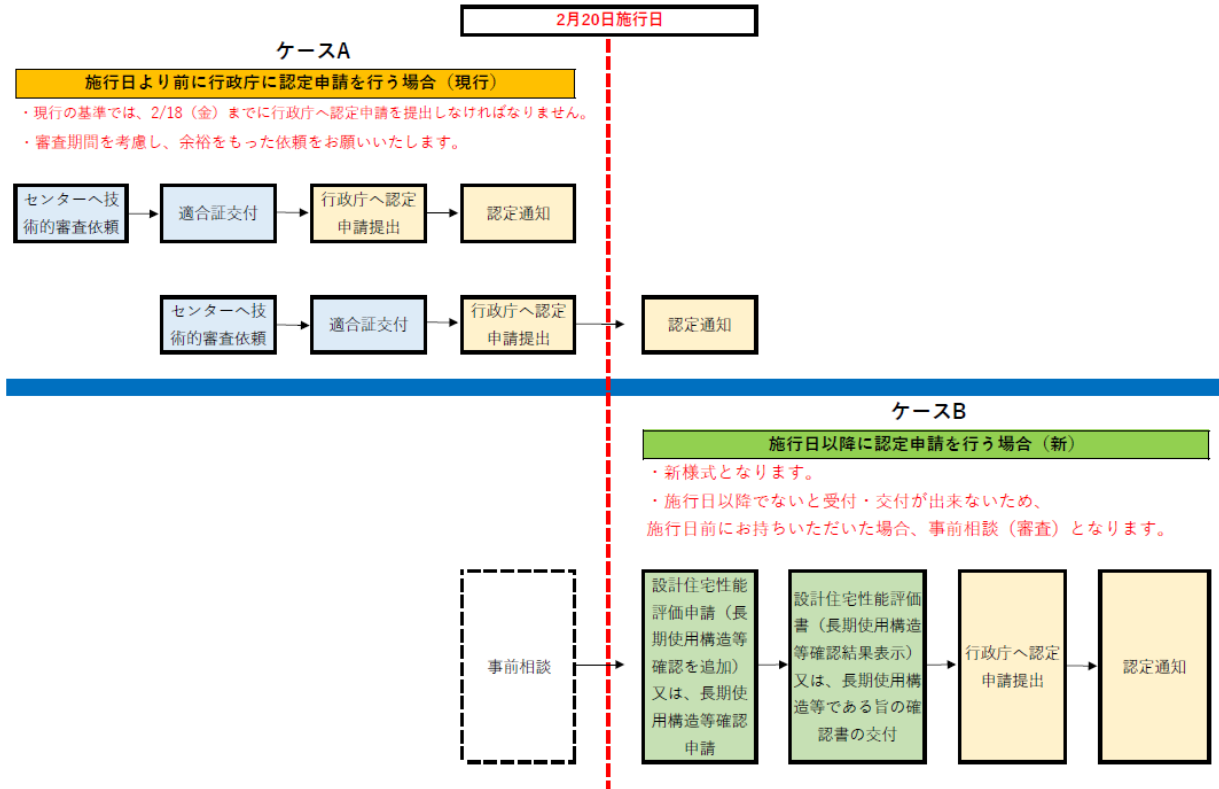 2月20日施行日
ケースA
施行日より前に行政庁に認定申請を行う場合（現行）
・現行の基準では、2/18（金）までに行政庁へ認定申請を提出しなければなりません。
・審査期間を考慮し、余裕をもった依頼をお願いいたします。
センターへ技
術的審査依頼
適合証交付
行政庁へ認定
申請提出
認定通知
センターへ技
術的審査依頼
適合証交付
行政庁へ認定
申請提出
認定通知
ケースB
施行日以降に認定申請を行う場合（新）
・新様式となります。
・施行日以降でないと受付・交付が出来ないため、
施行日前にお持ちいただいた場合、事前相談（審査）となります。
事前相談
設計住宅性能
評価申請（長
期使用構造等
確認を追加）
又は、長期使
用構造等確認
申請
設計住宅性能評価
書（長期使用構造
等確認結果表示）
又は、長期使用構
造等である旨の確
認書の交付
行政庁へ認定
申請提出
認定通知